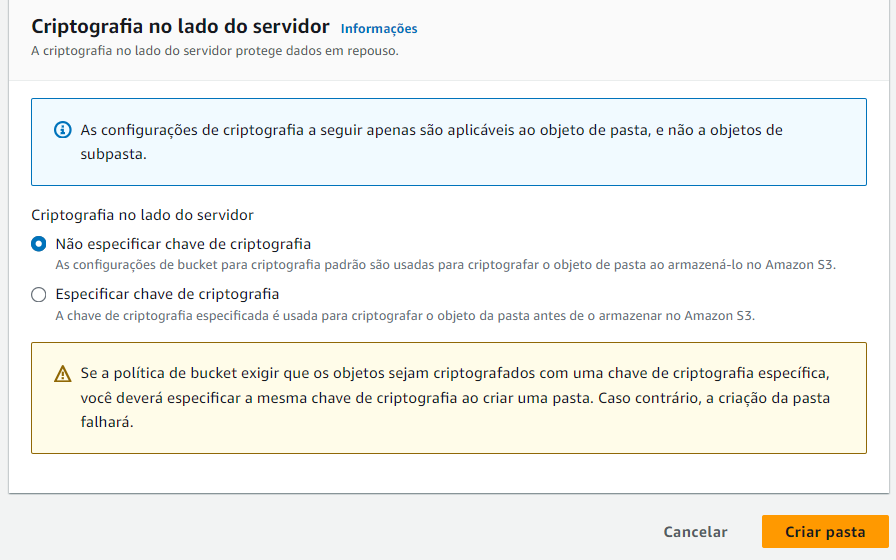 Criptografia no lado do servidor Informações
A criptografia no lado do servidor protege dados em repouso.
As configurações de criptografia a seguir apenas são aplicáveis ao objeto de pasta, e não a objetos de
subpasta.
Criptografia no lado do servidor
Não especificar chave de criptografia
As configurações de bucket para criptografia padrão são usadas para criptografar o objeto de pasta ao armazená-lo no Amazon S3.
Especificar chave de criptografia
A chave de criptografia especificada é usada para criptografar o objeto da pasta antes de o armazenar no Amazon S3.
Se a política de bucket exigir que os objetos sejam criptografados com uma chave de criptografia específica,
você deverá especificar a mesma chave de criptografia ao criar uma pasta. Caso contrário, a criação da pasta
falhará.
Cancelar Criar pasta